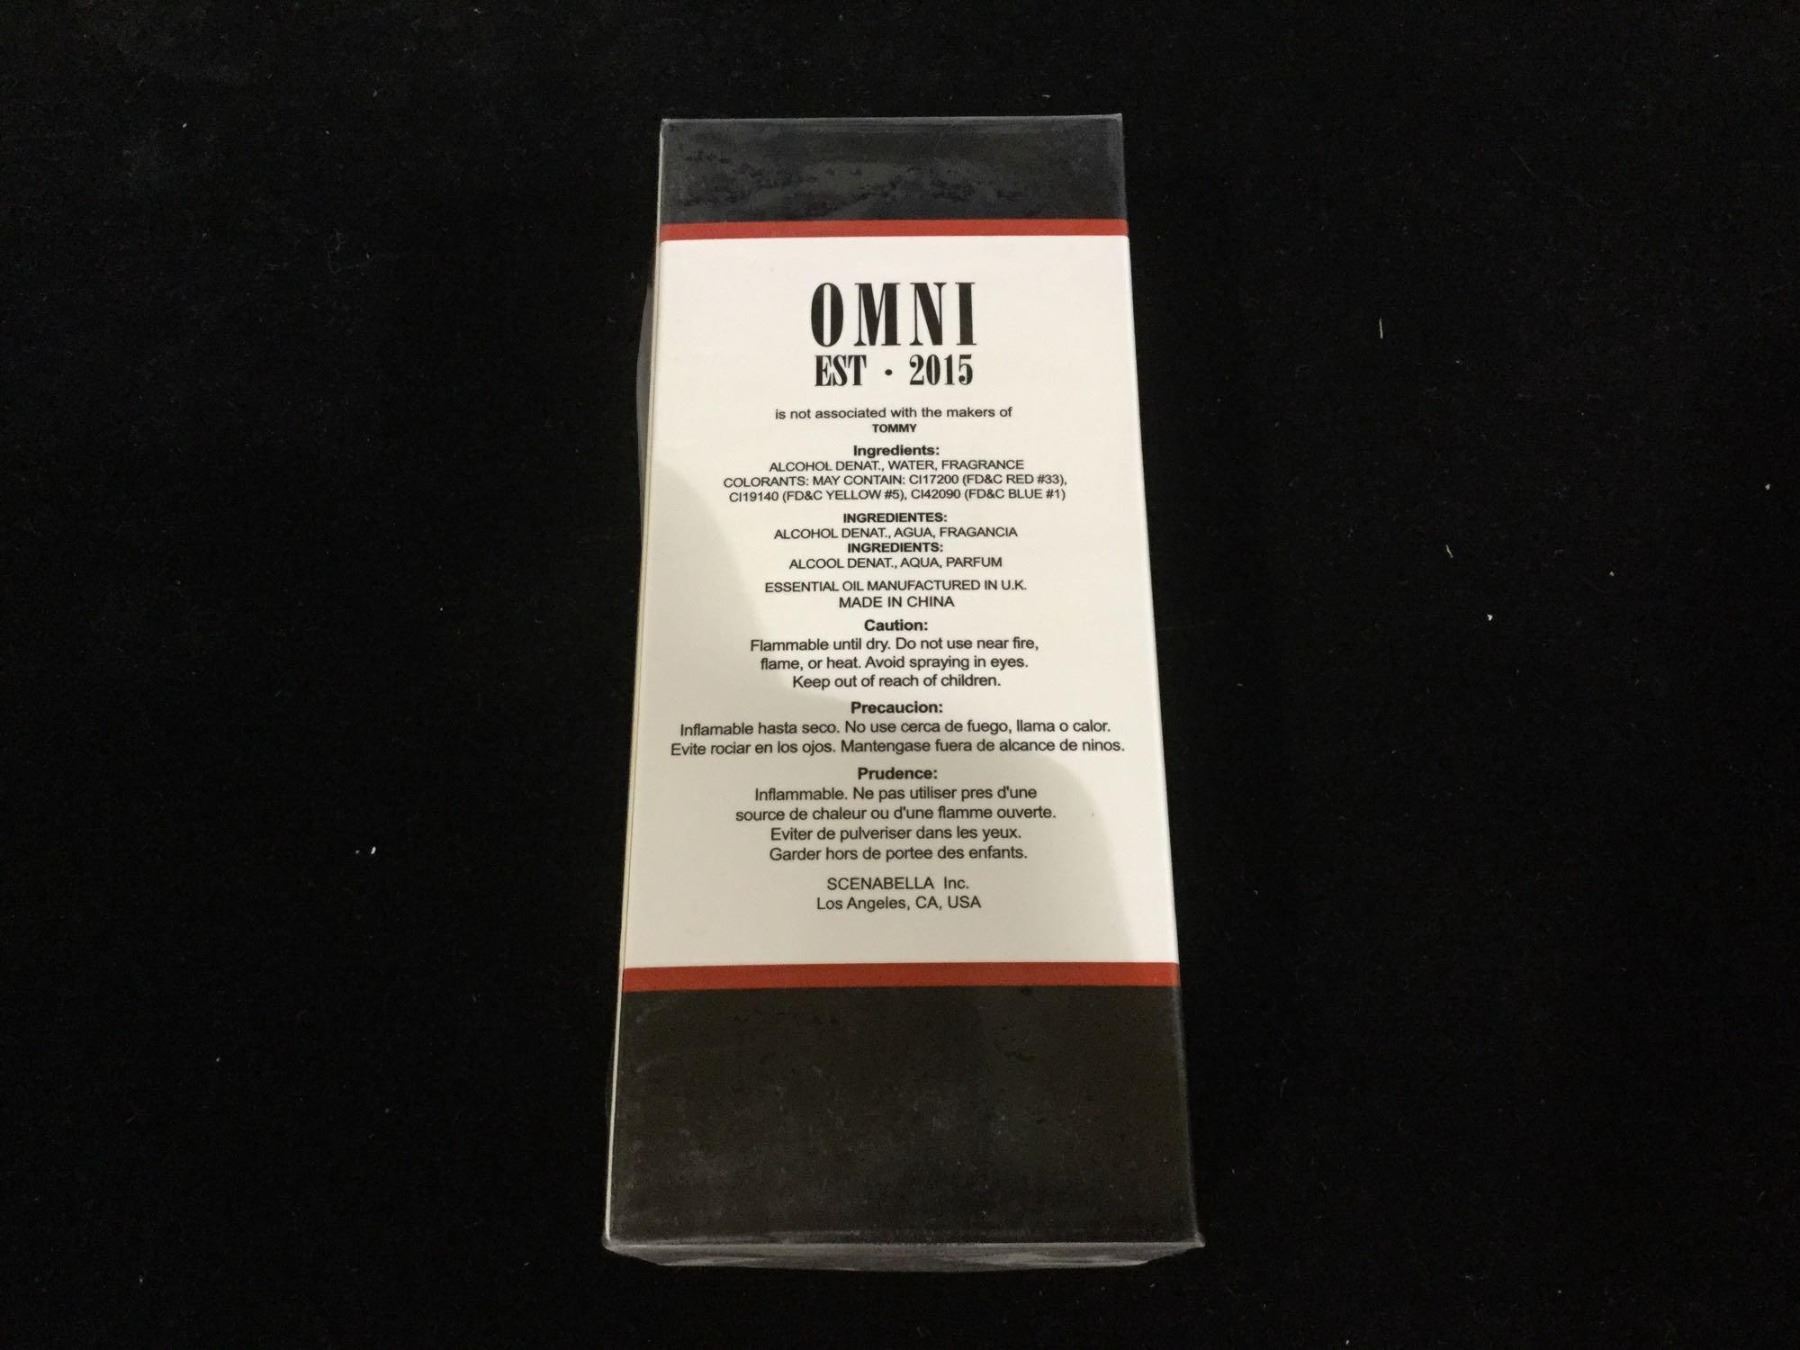 OMNI
EST · 2015
is not associated with the makers of
TOMMY
Ingredients:
ALCOHOL DENAT., WATER, FRAGRANCE
COLORANTS: MAY CONTAIN: CI17200 (FD&C RED #33),
CI19140 (FD&C YELLOW #5), CI42090 (FD&C BLUE #1)
INGREDIENTES:
ALCOHOL DENAT., AGUA, FRAGANCIA
INGREDIENTS:
ALCOOL DENAT., AQUA, PARFUM
ESSENTIAL OIL MANUFACTURED IN U.K.
MADE IN CHINA
Caution:
Flammable until dry. Do not use near fire,
flame, or heat. Avoid spraying in eyes.
Keep out of reach of children.
Precaucion:
Inflamable hasta seco. No use cerca de fuego, llama o calor.
Evite rociar en los ojos. Mantengase fuera de alcance de ninos.
Prudence:
Inflammable. Ne pas utiliser pres d'une
source de chaleur ou d'une flamme ouverte.
Eviter de pulveriser dans les yeux.
Garder hors de portee des enfants.
SCENABELLA Inc.
Los Angeles, CA, USA